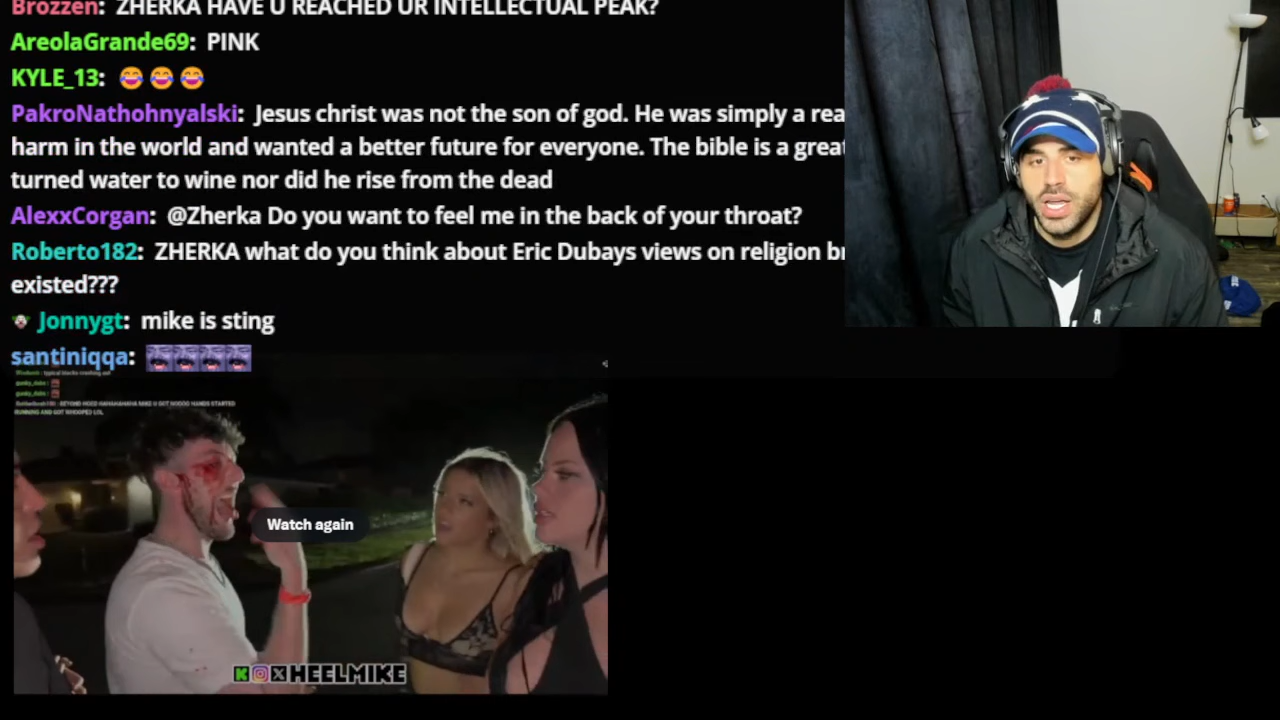 Brozzen: ZHERKA HAVE U REACHED UR INTELLECTUAL PEAK?
AreolaGrande69: PINK
KYLE_13: 😂 😂 😂
PakroNathohnyalski: Jesus christ was not the son of god. He was simply a rea
harm in the world and wanted a better future for everyone. The bible is a great
turned water to wine nor did he rise from the dead
AlexxCorgan: @Zherka Do you want to feel me in the back of your throat?
Roberto182: ZHERKA what do you think about Eric Dubays views on religion br
existed???
Jonnygt: mike is sting
santiniqqa:
Watch again
K X HEELMIKE